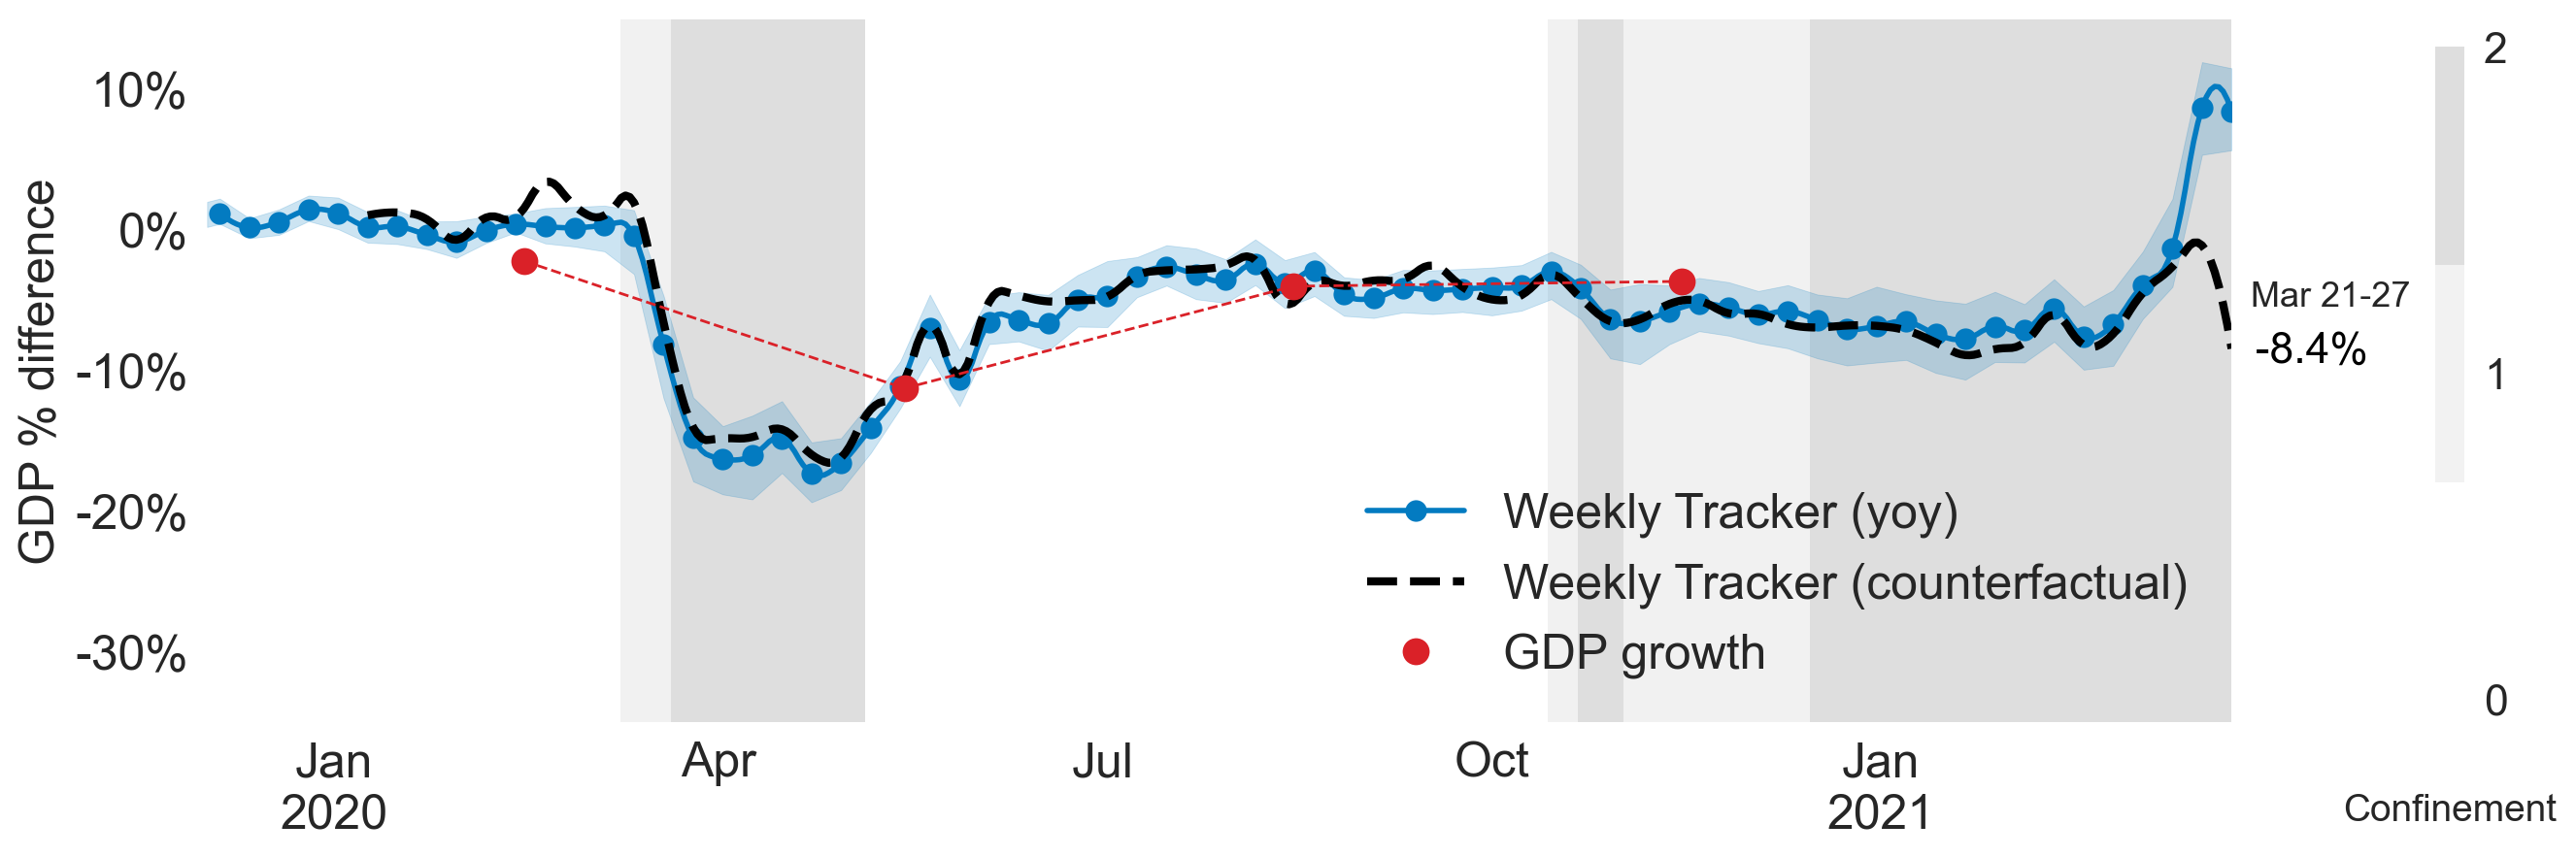 10%
0%
-10%
-20%
-30%
GDP % difference
Jan
2020
Apr
Jul
Oct
Jan
2021
Weekly Tracker (yoy)
Weekly Tracker (counterfactual)
GDP growth
Mar 21-27
-8.4%
2
1
0
Confinement